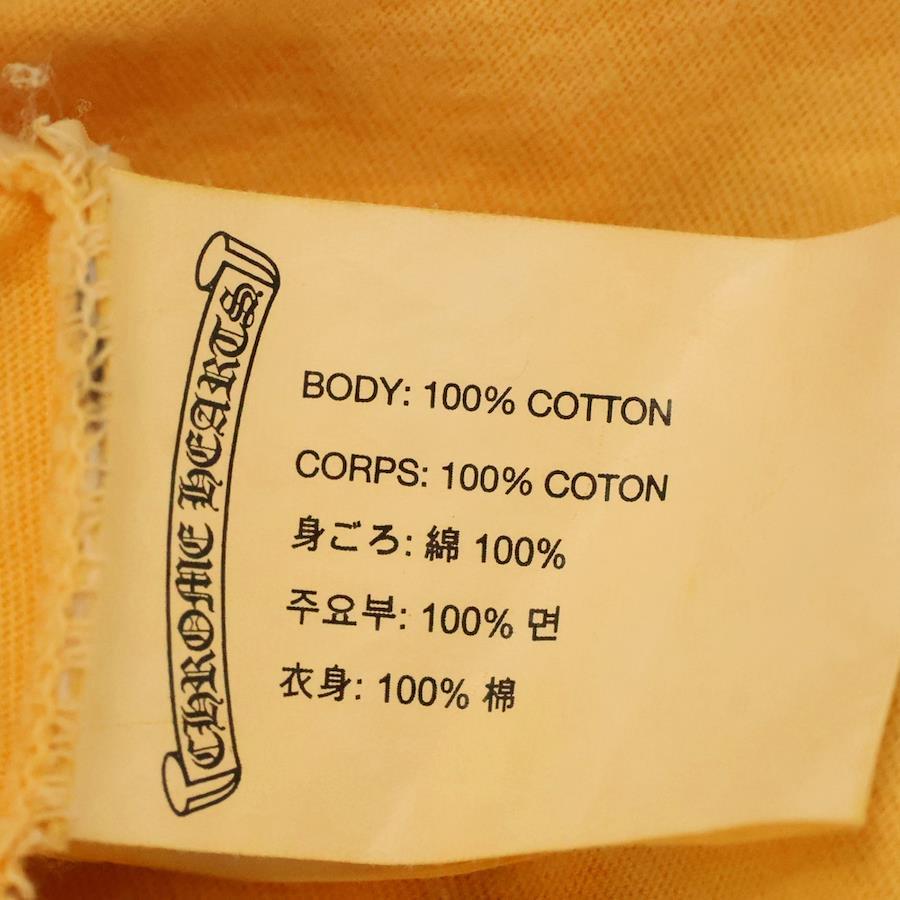 CHROME HEARTS
BODY: 100% COTTON
CORPS: 100% COTON
身ごろ: 綿 100%
주요부: 100% 면
衣身: 100% 棉